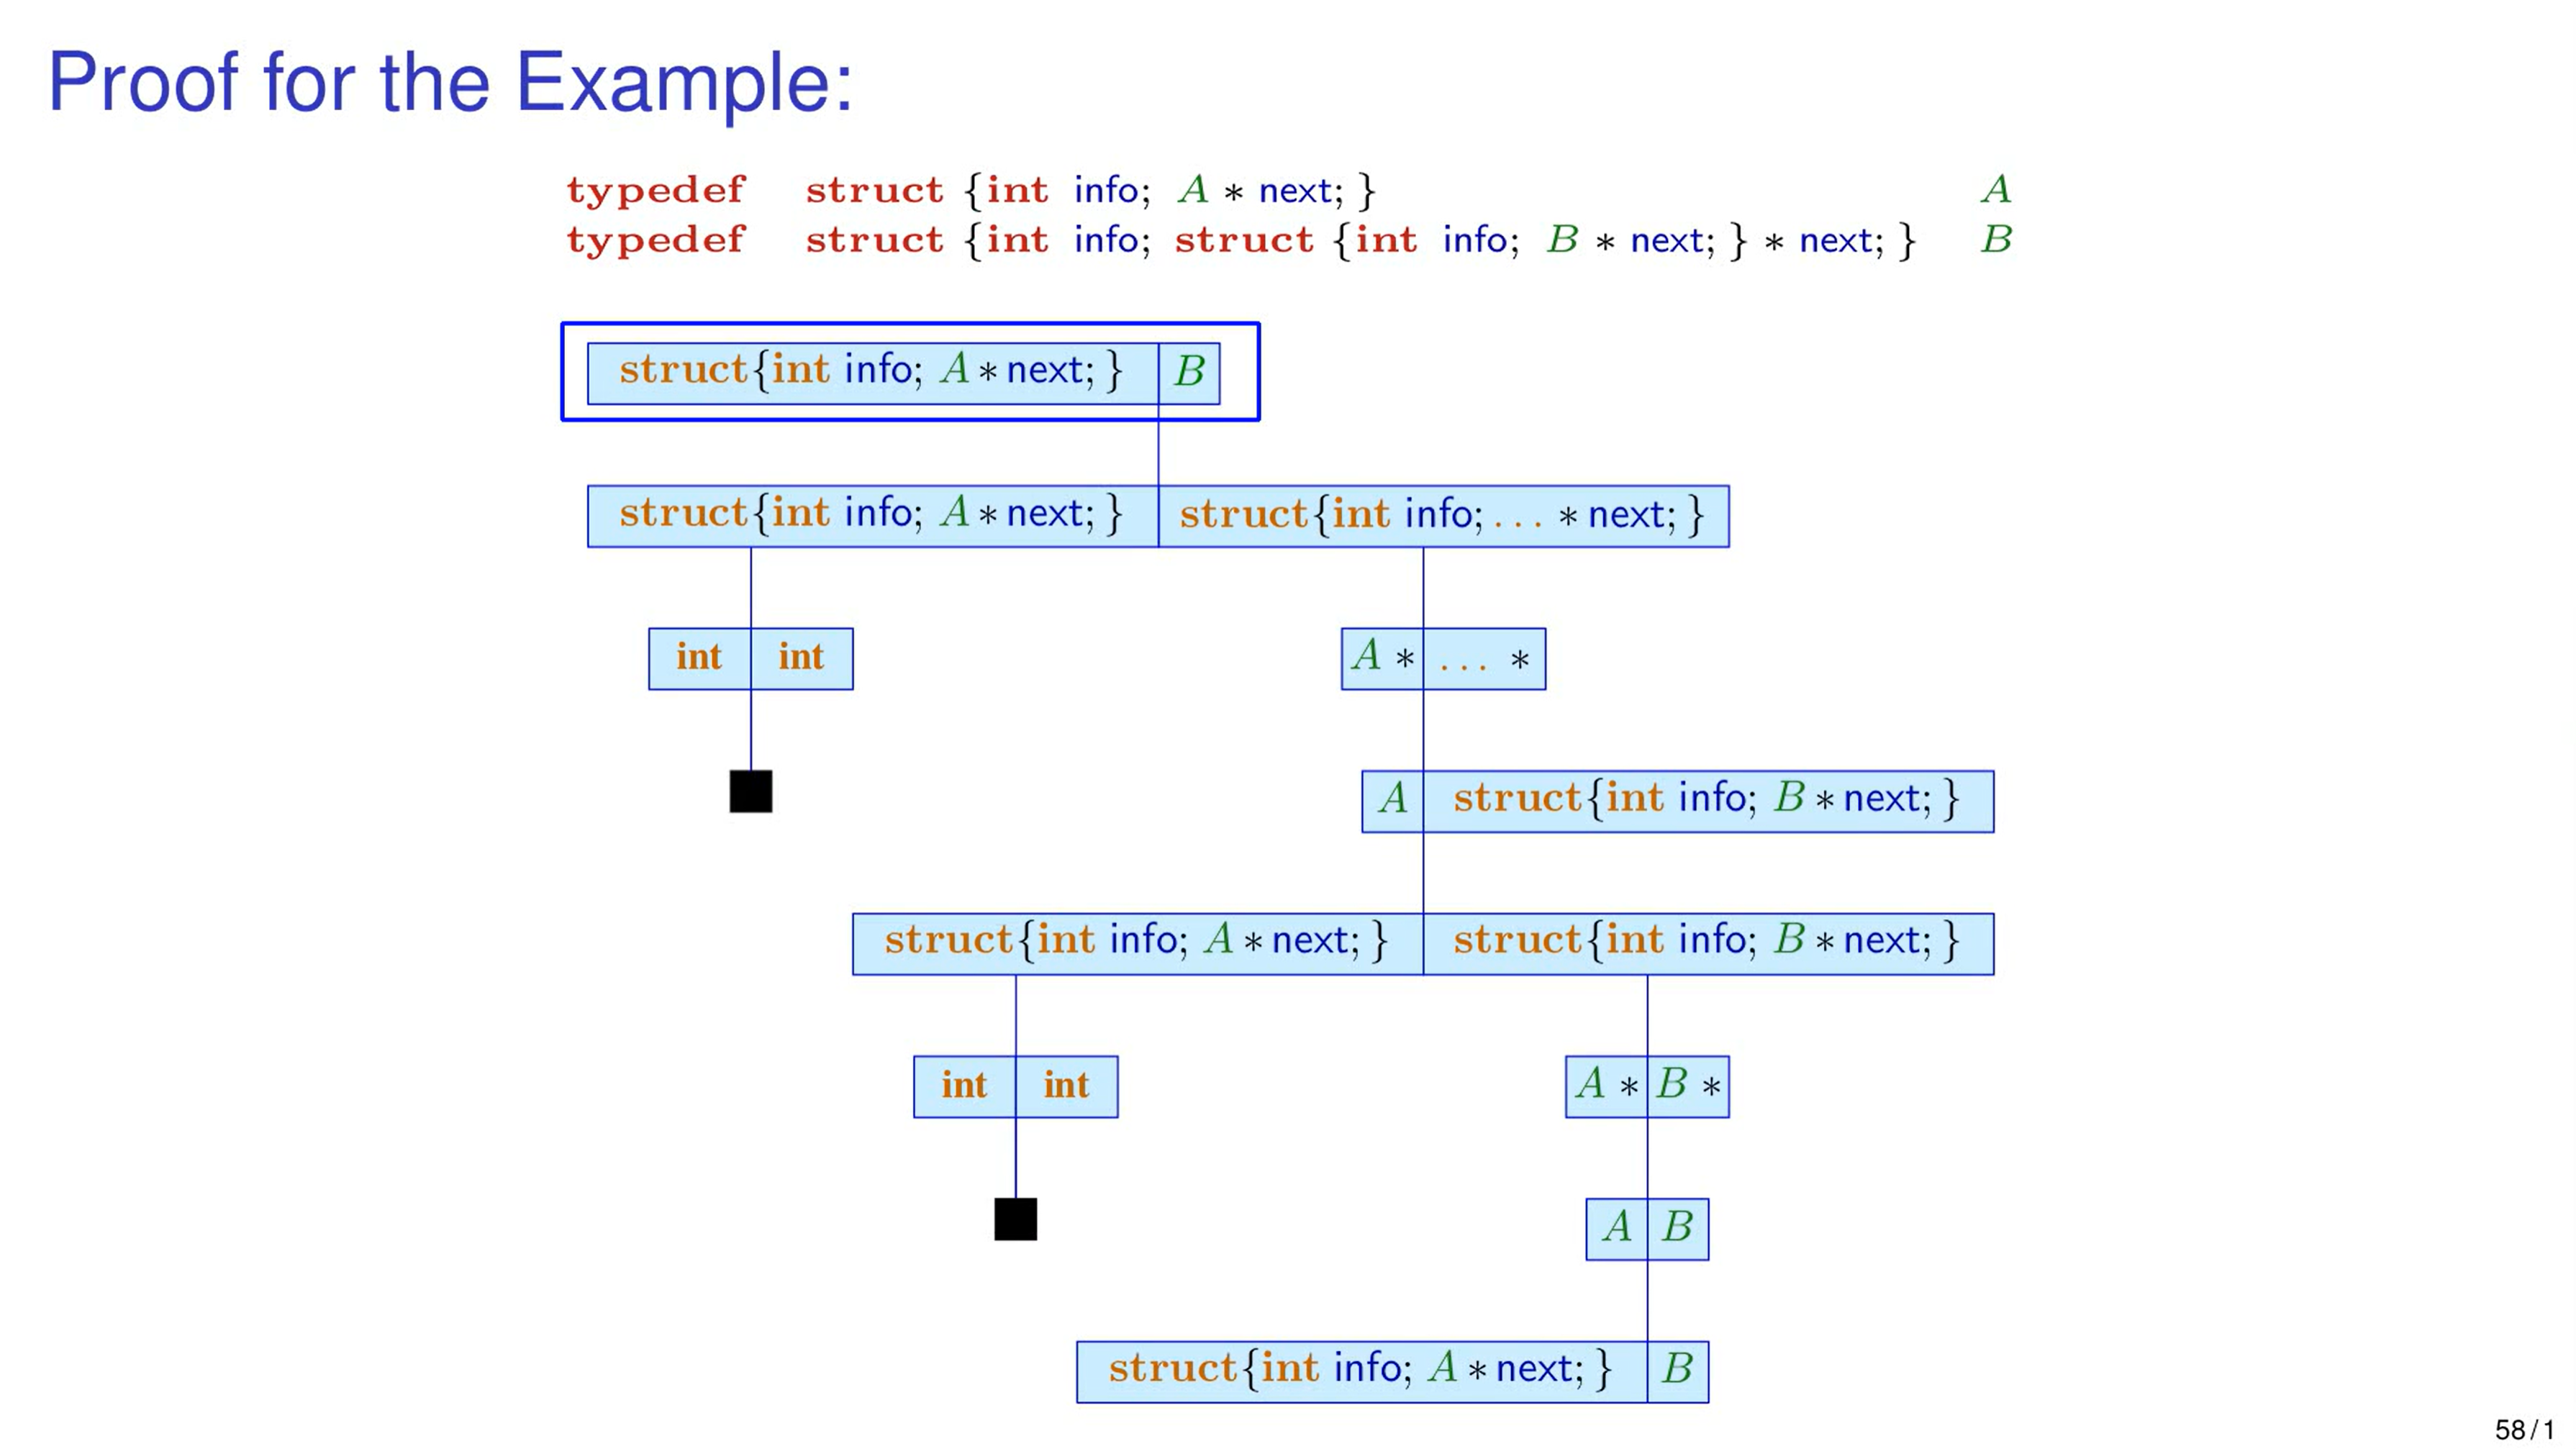 Proof for the Example:
typedef struct {int info; A ∗ next; } A
typedef struct {int info; struct {int info; B ∗ next; } ∗ next; } B
struct{int info; A ∗ next; } B
struct{int info; A ∗ next; } struct{int info; . . . ∗ next; }
int int A ∗ . . . ∗
A struct{int info; B ∗ next; }
struct{int info; A ∗ next; } struct{int info; B ∗ next; }
int int A ∗ B ∗
A B
struct{int info; A ∗ next; } B
58 / 1